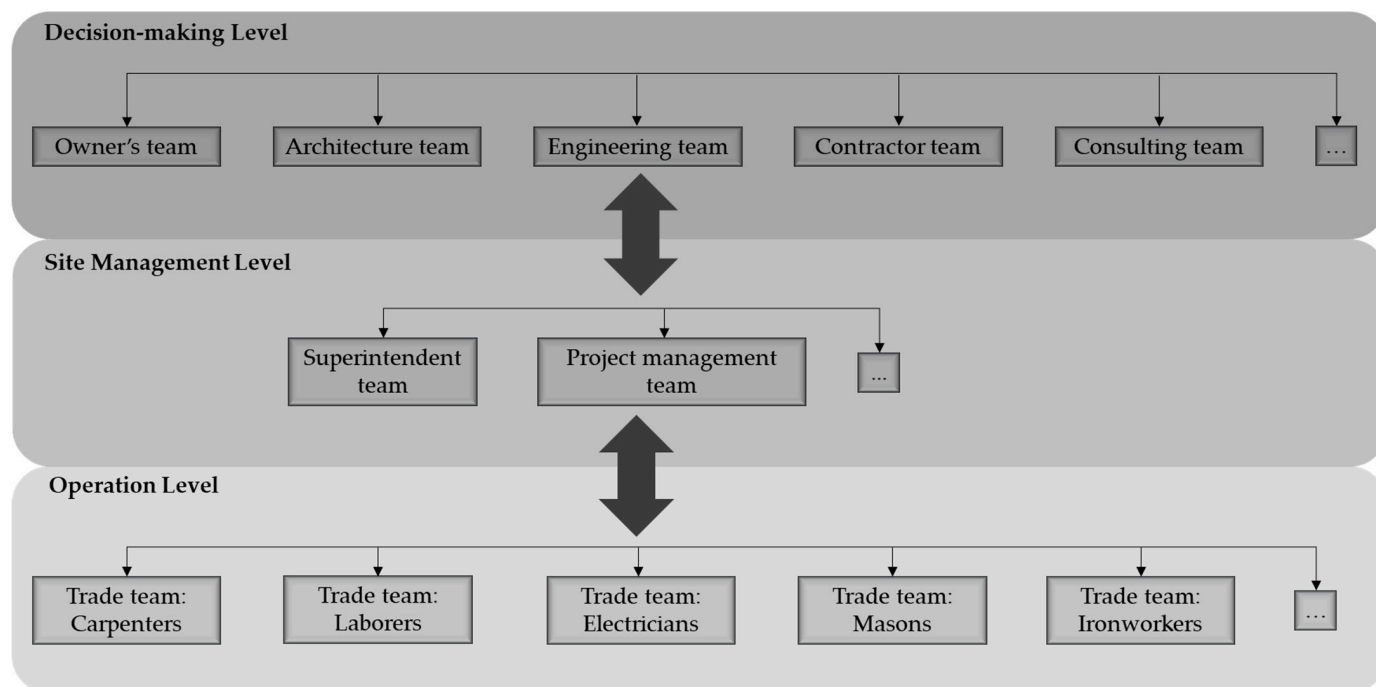 Decision-making Level
Owner's team
Architecture team
Engineering team
Contractor team
Consulting team
…
Site Management Level
Superintendent
team
Project management
team
...
Operation Level
Trade team:
Carpenters
Trade team:
Laborers
Trade team:
Electricians
Trade team:
Masons
Trade team:
Ironworkers
…